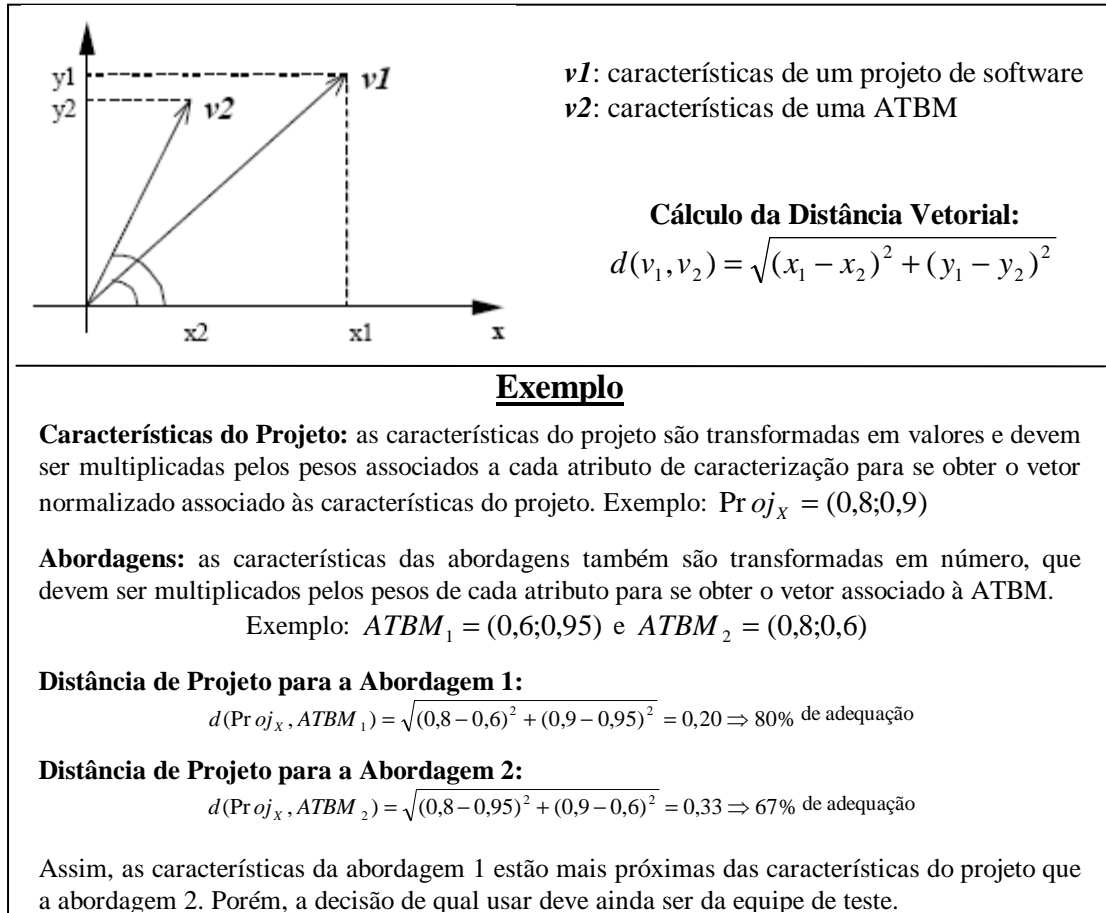 y1
y2
v1
v2
x2
x1
x
v1: características de um projeto de software
v2: características de uma ATBM
Cálculo da Distância Vetorial:
d(v₁,v₂) = √((x₁ − x₂)² + (y₁ − y₂)²)
Exemplo
Características do Projeto: as características do projeto são transformadas em valores e devem
ser multiplicadas pelos pesos associados a cada atributo de caracterização para se obter o vetor
normalizado associado às características do projeto. Exemplo: Pr oj_X = (0,8;0,9)
Abordagens: as características das abordagens também são transformadas em número, que
devem ser multiplicados pelos pesos de cada atributo para se obter o vetor associado à ATBM.
Exemplo: ATBM₁ = (0,6;0,95) e ATBM₂ = (0,8;0,6)
Distância de Projeto para a Abordagem 1:
d(Pr oj_X, ATBM₁) = √((0,8 − 0,6)² + (0,9 − 0,95)²) = 0,20 ⇒ 80% de adequação
Distância de Projeto para a Abordagem 2:
d(Pr oj_X, ATBM₂) = √((0,8 − 0,95)² + (0,9 − 0,6)²) = 0,33 ⇒ 67% de adequação
Assim, as características da abordagem 1 estão mais próximas das características do projeto que
a abordagem 2. Porém, a decisão de qual usar deve ainda ser da equipe de teste.